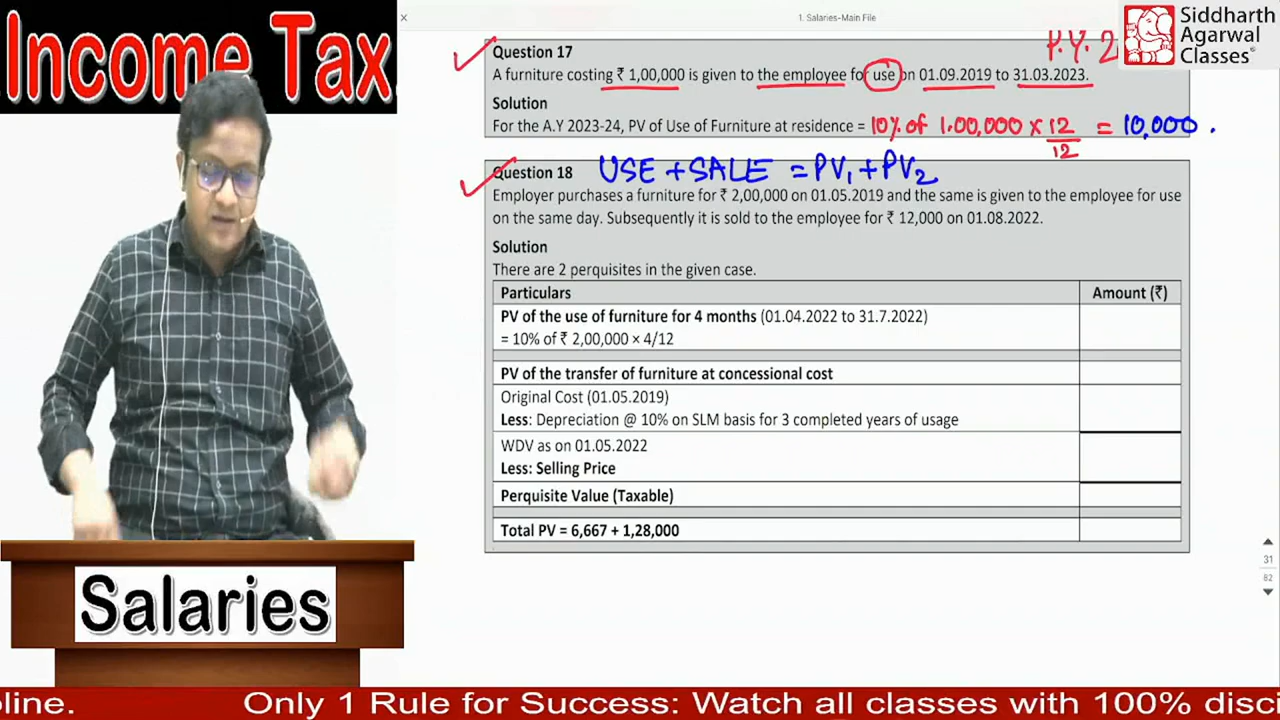 Income Tax
1. Salaries-Main File
Siddharth
Agarwal
Classes®
P.Y. 2
Question 17
A furniture costing ₹ 1,00,000 is given to the employee for use on 01.09.2019 to 31.03.2023.
Solution
For the A.Y 2023-24, PV of Use of Furniture at residence = 10% of 1,00,000 × 12/12 = 10,000.
Question 18 USE + SALE = PV1 + PV2
Employer purchases a furniture for ₹ 2,00,000 on 01.05.2019 and the same is given to the employee for use
on the same day. Subsequently it is sold to the employee for ₹ 12,000 on 01.08.2022.
Solution
There are 2 perquisites in the given case.
Particulars Amount (₹)
PV of the use of furniture for 4 months (01.04.2022 to 31.7.2022)
= 10% of ₹ 2,00,000 × 4/12
PV of the transfer of furniture at concessional cost
Original Cost (01.05.2019)
Less: Depreciation @ 10% on SLM basis for 3 completed years of usage
WDV as on 01.05.2022
Less: Selling Price
Perquisite Value (Taxable)
Total PV = 6,667 + 1,28,000
31
82
Salaries
oline. Only 1 Rule for Success: Watch all classes with 100% disci